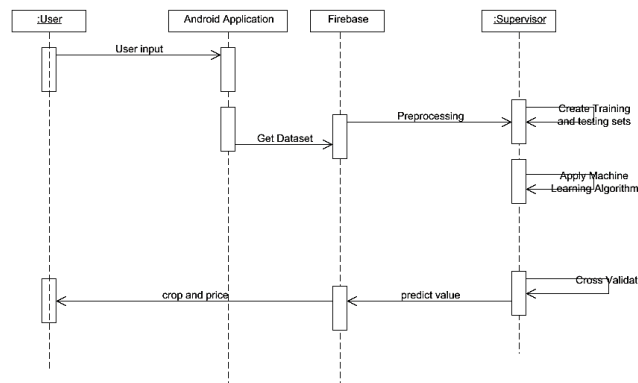 :User
Android Application
Firebase
:Supervisor
User input
Create Training
and testing sets
Preprocessing
Get Dataset
Apply Machine
Learning Algorithm
Cross Validat
crop and price
predict value